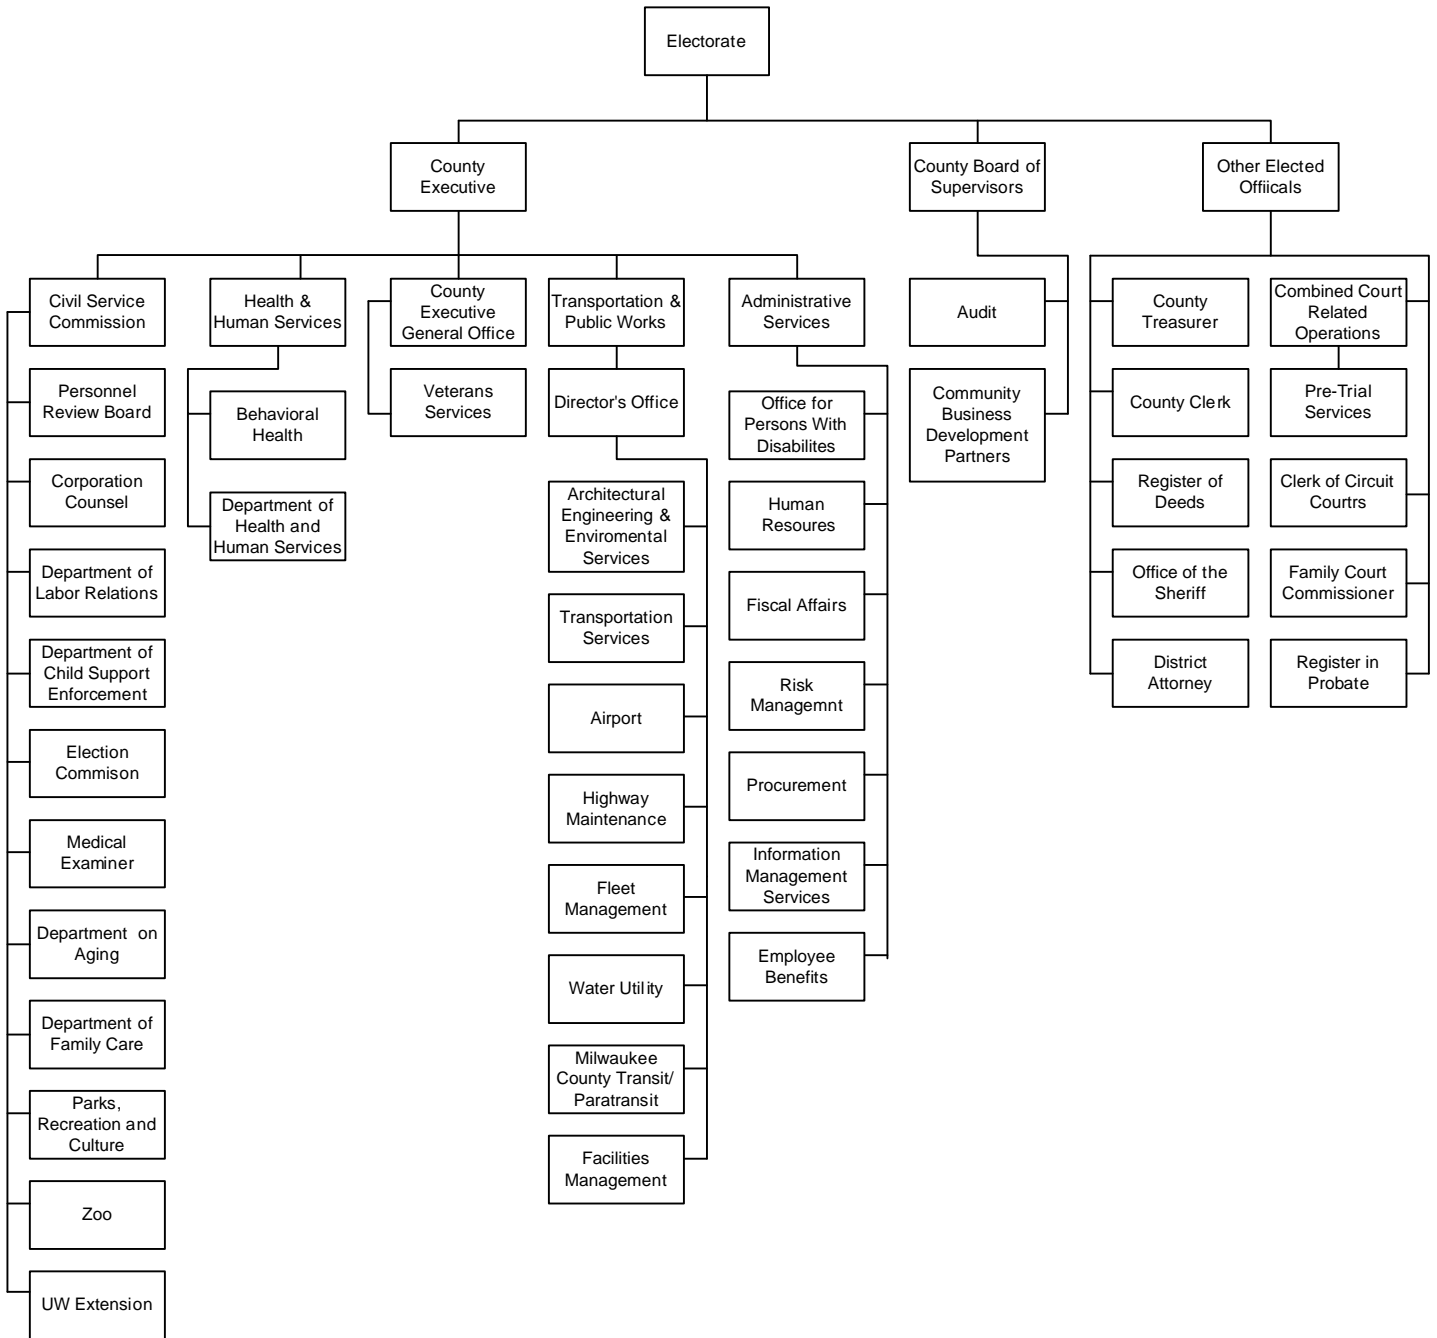 Electorate
County
Executive
County Board of
Supervisors
Other Elected
Offiicals
Civil Service
Commission
Health &
Human Services
County
Executive
General Office
Transportation &
Public Works
Administrative
Services
Audit
County
Treasurer
Combined Court
Related
Operations
Personnel
Review Board
Behavioral
Health
Veterans
Services
Director's Office
Office for
Persons With
Disabilites
Community
Business
Development
Partners
County Clerk
Pre-Trial
Services
Corporation
Counsel
Department of
Health and
Human Services
Architectural
Engineering &
Enviromental
Services
Human
Resoures
Register of
Deeds
Clerk of Circuit
Courtrs
Department of
Labor Relations
Transportation
Services
Fiscal Affairs
Office of the
Sheriff
Family Court
Commissioner
Department of
Child Support
Enforcement
Airport
Risk
Managemnt
District
Attorney
Register in
Probate
Election
Commison
Highway
Maintenance
Procurement
Medical
Examiner
Fleet
Management
Information
Management
Services
Department on
Aging
Water Utility
Employee
Benefits
Department of
Family Care
Milwaukee
County Transit/
Paratransit
Parks,
Recreation and
Culture
Facilities
Management
Zoo
UW Extension